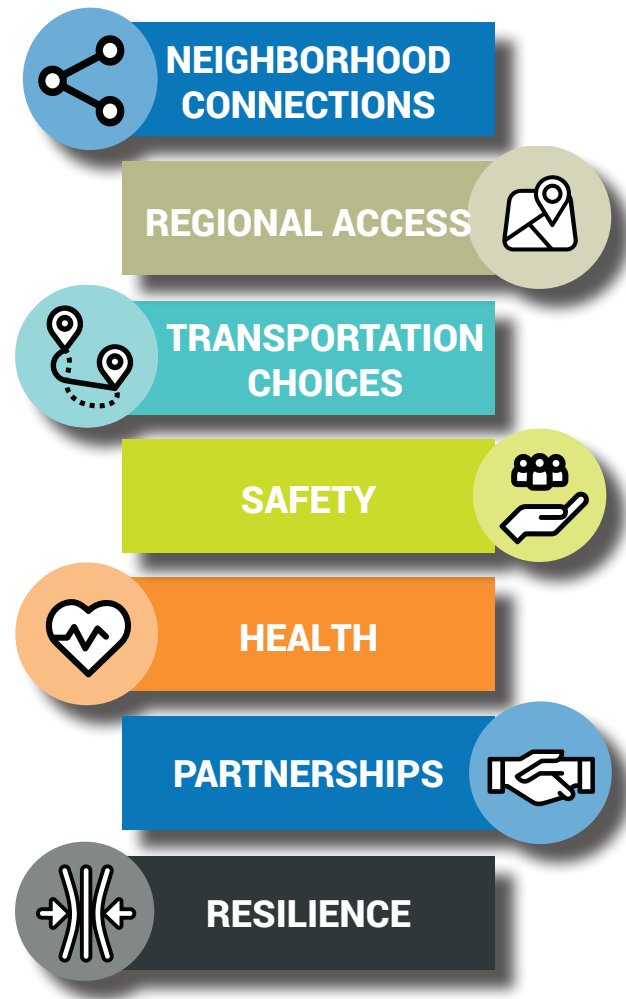 NEIGHBORHOOD
CONNECTIONS
REGIONAL ACCESS
TRANSPORTATION
CHOICES
SAFETY
HEALTH
PARTNERSHIPS
RESILIENCE